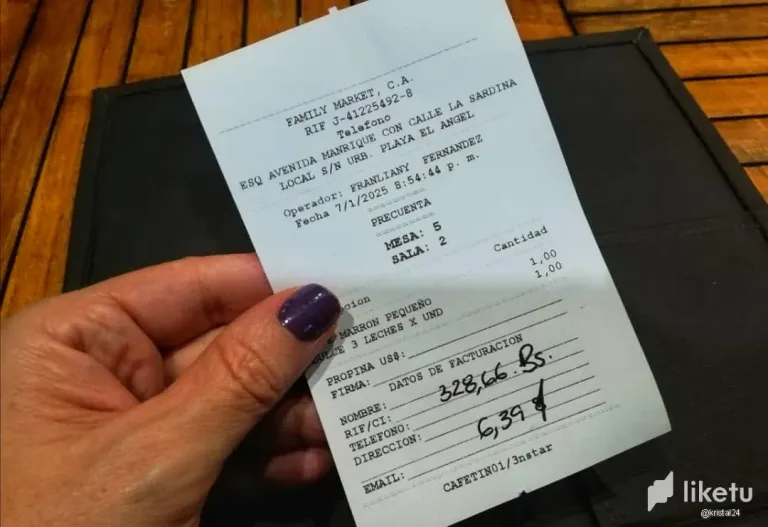 FAMILY MARKET, C.A.
RIF J-41225492-8
Telefono
ESQ AVENIDA MANRIQUE CON CALLE LA SARDINA
LOCAL S/N URB. PLAYA EL ANGEL
Operador: FRANLIANY FERNANDEZ
Fecha 7/1/2025 8:54:44 p. m.
PRECUENTA
MESA: 5
SALA: 2
Cantidad
MARRON PEQUEÑO 1,00
3 LECHES X UND 1,00
PROPINA US$:
FIRMA:
DATOS DE FACTURACION
NOMBRE: 328,66 Bs.
RIF/CI:
TELEFONO: 6,39 $
DIRECCION:
EMAIL:
CAFETIN01/3nstar
liketu
@kristal24